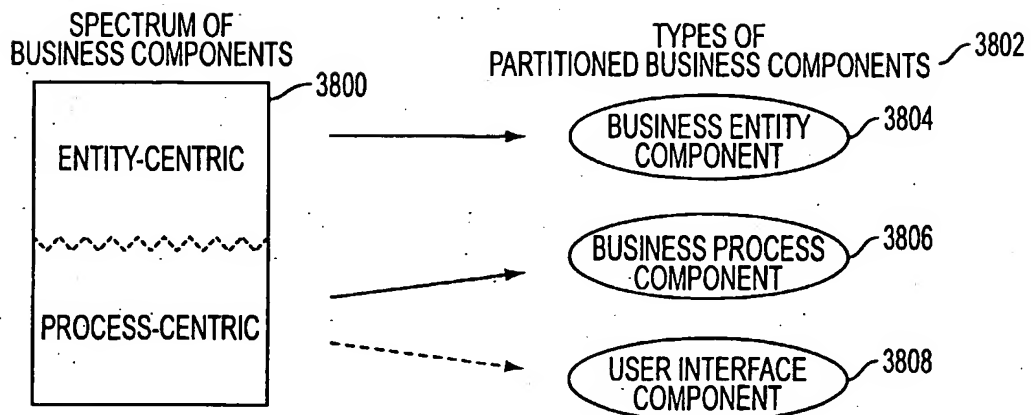 SPECTRUM OF
BUSINESS COMPONENTS
3800
ENTITY-CENTRIC
PROCESS-CENTRIC
TYPES OF
PARTITIONED BUSINESS COMPONENTS
3802
BUSINESS ENTITY
COMPONENT
3804
BUSINESS PROCESS
COMPONENT
3806
USER INTERFACE
COMPONENT
3808